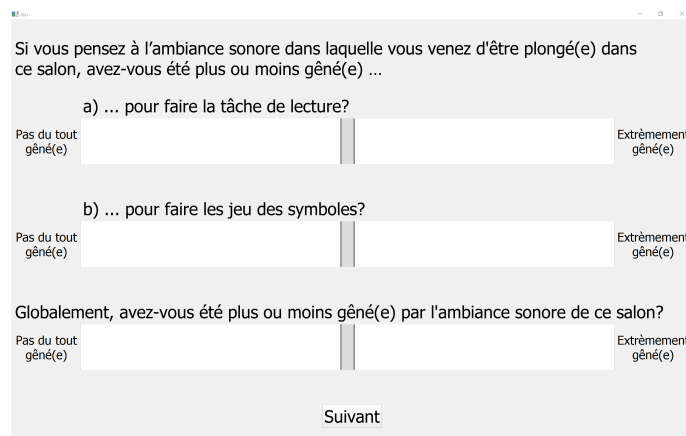 Jeu
Si vous pensez à l’ambiance sonore dans laquelle vous venez d'être plongé(e) dans
ce salon, avez-vous été plus ou moins gêné(e) ...
a) ... pour faire la tâche de lecture?
Pas du tout
gêné(e)
Extrèmement
gêné(e)
b) ... pour faire les jeu des symboles?
Pas du tout
gêné(e)
Extrèmement
gêné(e)
Globalement, avez-vous été plus ou moins gêné(e) par l'ambiance sonore de ce salon?
Pas du tout
gêné(e)
Extrèmement
gêné(e)
Suivant